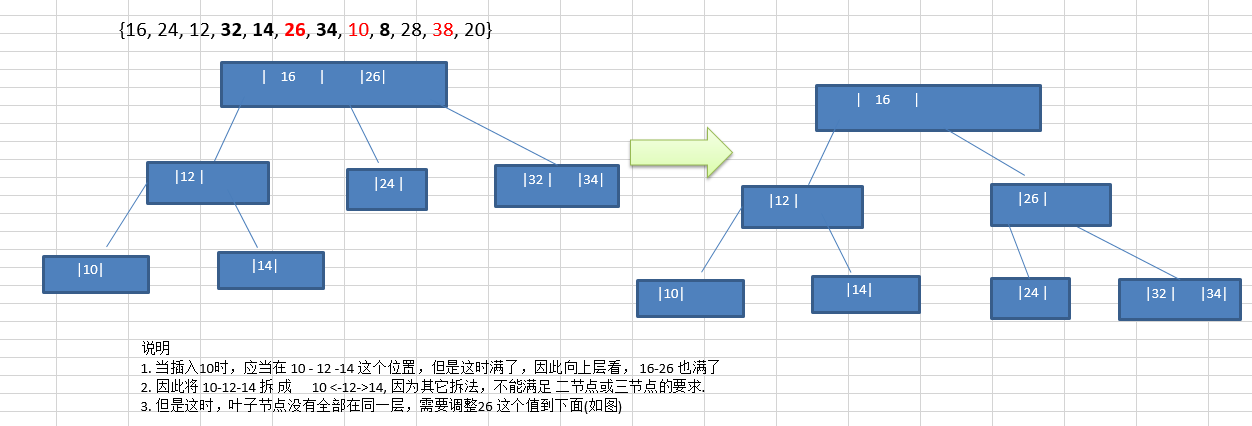 {16, 24, 12, 32, 14, 26, 34, 10, 8, 28, 38, 20}
| 16 | |26|
| 16 |
|12 |
|24 |
|32 | |34|
|12 |
|26 |
|10|
|14|
|10|
|14|
|24 |
|32 | |34|
说明
1. 当插入10时，应当在 10 - 12 -14 这个位置，但是这时满了，因此向上层看， 16-26 也满了
2. 因此将 10-12-14 拆 成 10 <-12->14, 因为其它拆法，不能满足 二节点或三节点的要求.
3. 但是这时，叶子节点没有全部在同一层，需要调整26 这个值到下面(如图)